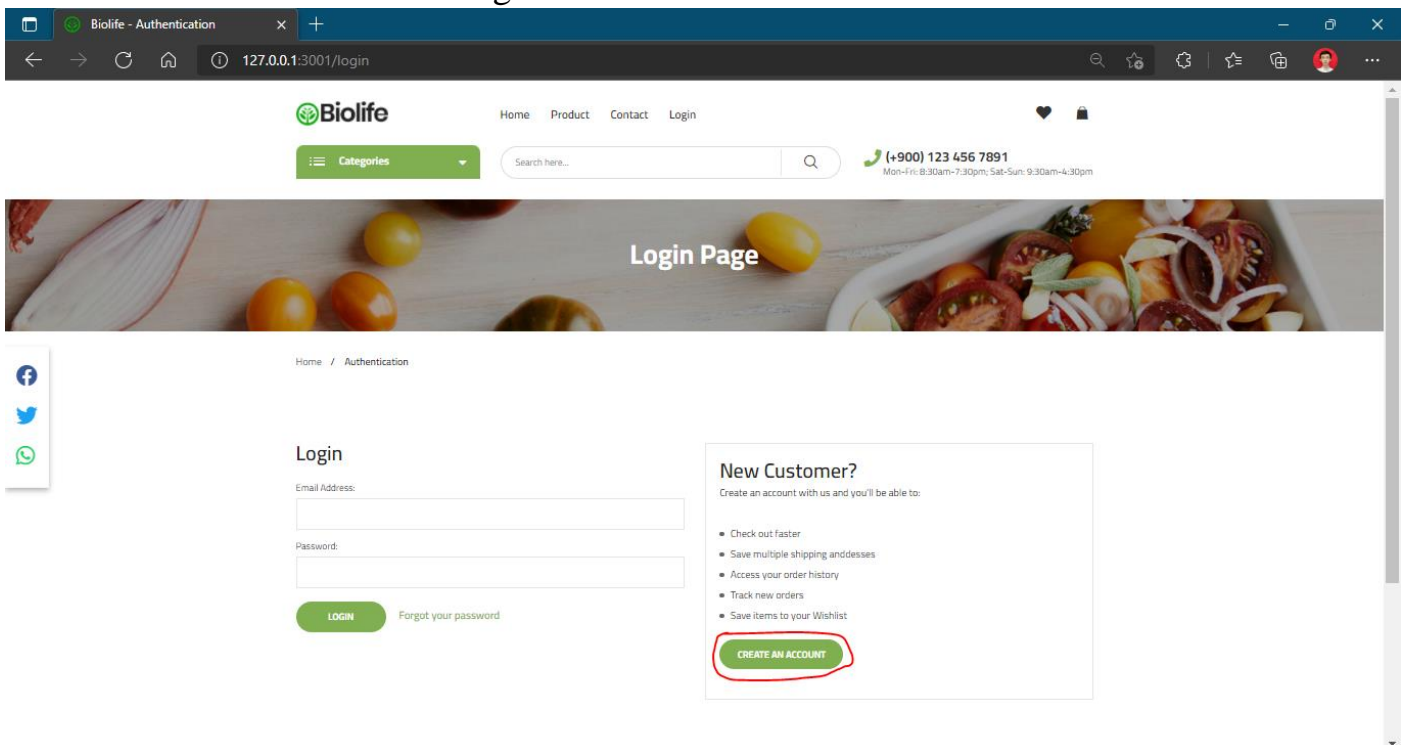 Biolife - Authentication
127.0.0.1:3001/login
Biolife
Home Product Contact Login
Categories
Search here...
(+900) 123 456 7891
Mon-Fri: 8:30am-7:30pm; Sat-Sun: 9:30am-4:30pm
Login Page
Home / Authentication
Login
Email Address:
Password:
LOGIN Forgot your password
New Customer?
Create an account with us and you'll be able to:
Check out faster
Save multiple shipping anddesses
Access your order history
Track new orders
Save items to your Wishlist
CREATE AN ACCOUNT